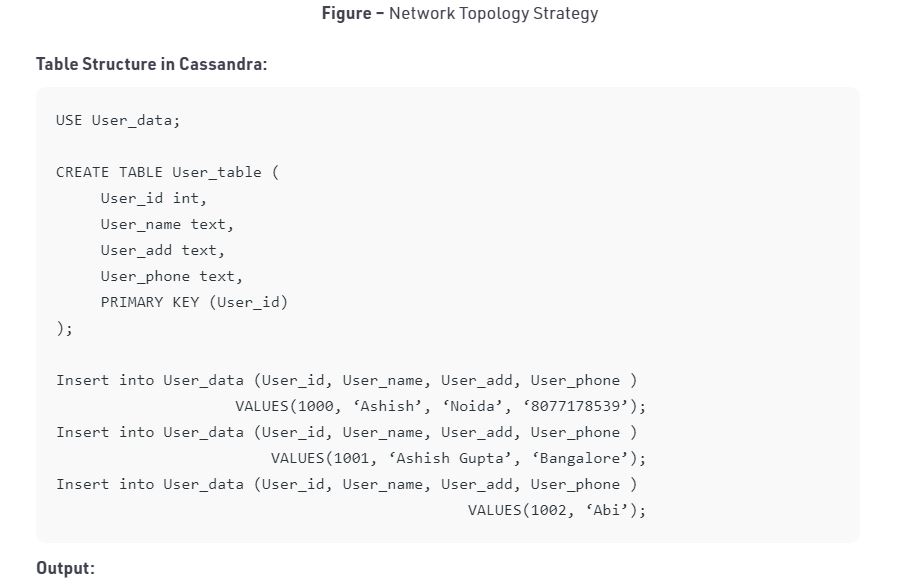 Figure – Network Topology Strategy
Table Structure in Cassandra:
USE User_data;
CREATE TABLE User_table (
User_id int,
User_name text,
User_add text,
User_phone text,
PRIMARY KEY (User_id)
);
Insert into User_data (User_id, User_name, User_add, User_phone )
VALUES(1000, ‘Ashish’, ‘Noida’, ‘8077178539’);
Insert into User_data (User_id, User_name, User_add, User_phone )
VALUES(1001, ‘Ashish Gupta’, ‘Bangalore’);
Insert into User_data (User_id, User_name, User_add, User_phone )
VALUES(1002, ‘Abi’);
Output: